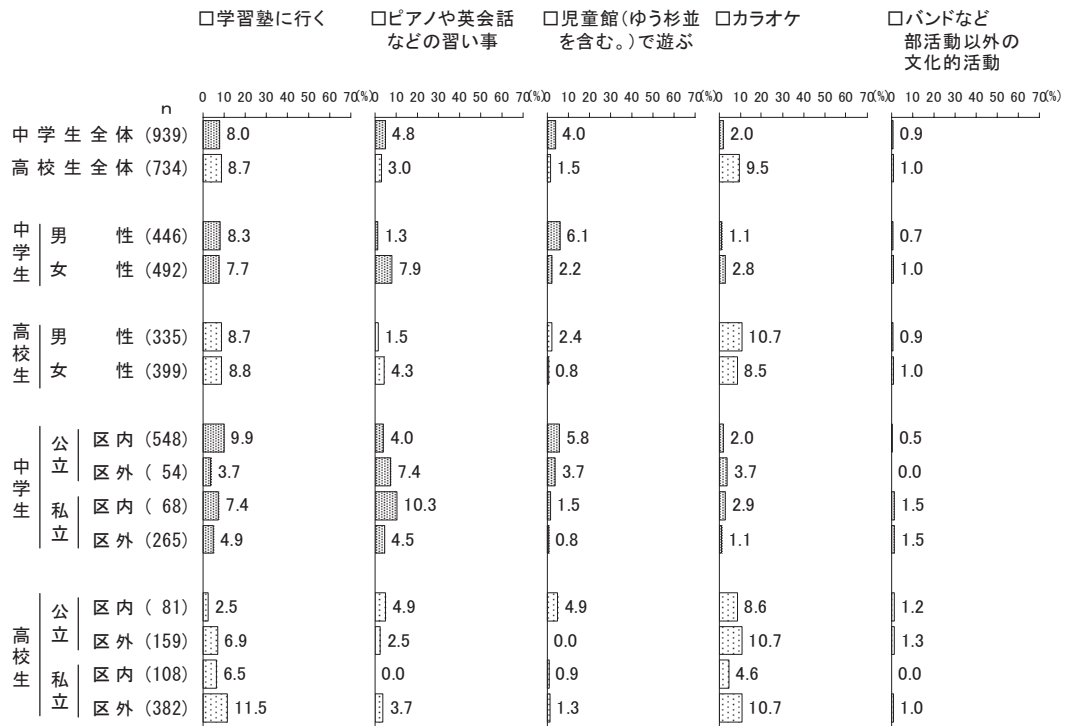 □学習塾に行く
□ピアノや英会話
などの習い事
□児童館(ゆう杉並
を含む。)で遊ぶ
□カラオケ
□バンドなど
部活動以外の
文化的活動
n
0 10 20 30 40 50 60 70(%) 0 10 20 30 40 50 60 70(%) 0 10 20 30 40 50 60 70(%) 0 10 20 30 40 50 60 70(%) 0 10 20 30 40 50 60 70(%)
中学生全体(939) 8.0 4.8 4.0 2.0 0.9
高校生全体(734) 8.7 3.0 1.5 9.5 1.0
中学生
男性(446) 8.3 1.3 6.1 1.1 0.7
女性(492) 7.7 7.9 2.2 2.8 1.0
高校生
男性(335) 8.7 1.5 2.4 10.7 0.9
女性(399) 8.8 4.3 0.8 8.5 1.0
中学生
公立
区内(548) 9.9 4.0 5.8 2.0 0.5
区外( 54) 3.7 7.4 3.7 3.7 0.0
私立
区内( 68) 7.4 10.3 1.5 2.9 1.5
区外(265) 4.9 4.5 0.8 1.1 1.5
高校生
公立
区内( 81) 2.5 4.9 4.9 8.6 1.2
区外(159) 6.9 2.5 0.0 10.7 1.3
私立
区内(108) 6.5 0.0 0.9 4.6 0.0
区外(382) 11.5 3.7 1.3 10.7 1.0